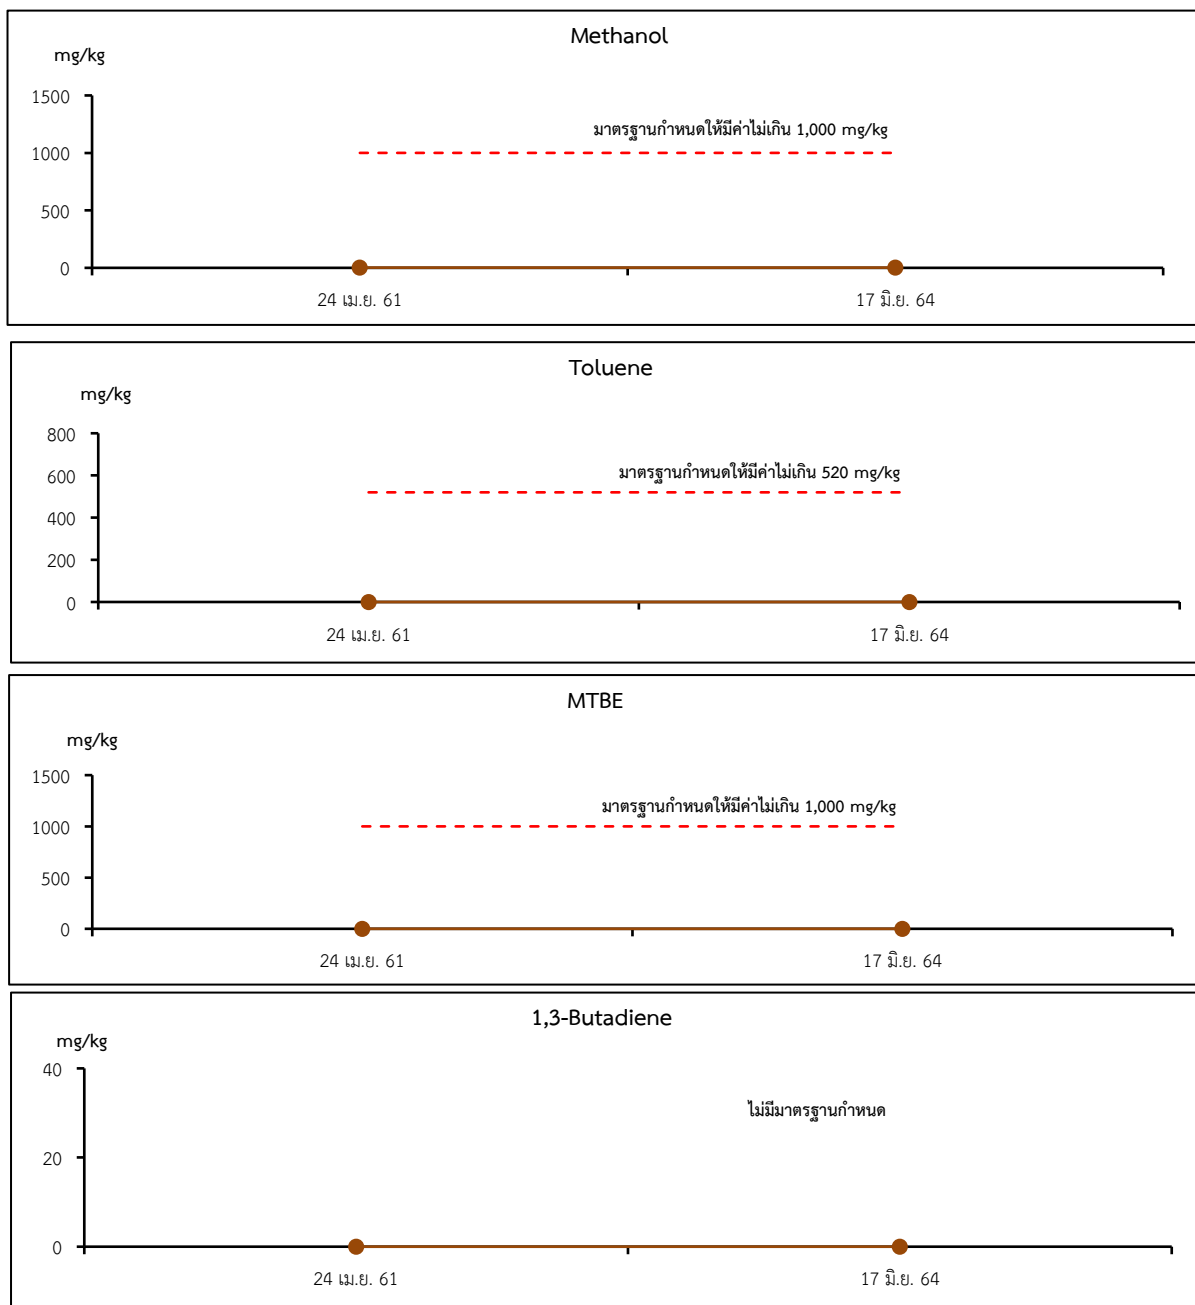 Methanol
mg/kg
1500
มาตรฐานกำหนดให้มีค่าไม่เกิน 1,000 mg/kg
1000
500
0
24 เม.ย. 61 17 มิ.ย. 64
Toluene
mg/kg
800
มาตรฐานกำหนดให้มีค่าไม่เกิน 520 mg/kg
600
400
200
0
24 เม.ย. 61 17 มิ.ย. 64
MTBE
mg/kg
1500
มาตรฐานกำหนดให้มีค่าไม่เกิน 1,000 mg/kg
1000
500
0
24 เม.ย. 61 17 มิ.ย. 64
1,3-Butadiene
mg/kg
40
ไม่มีมาตรฐานกำหนด
20
0
24 เม.ย. 61 17 มิ.ย. 64